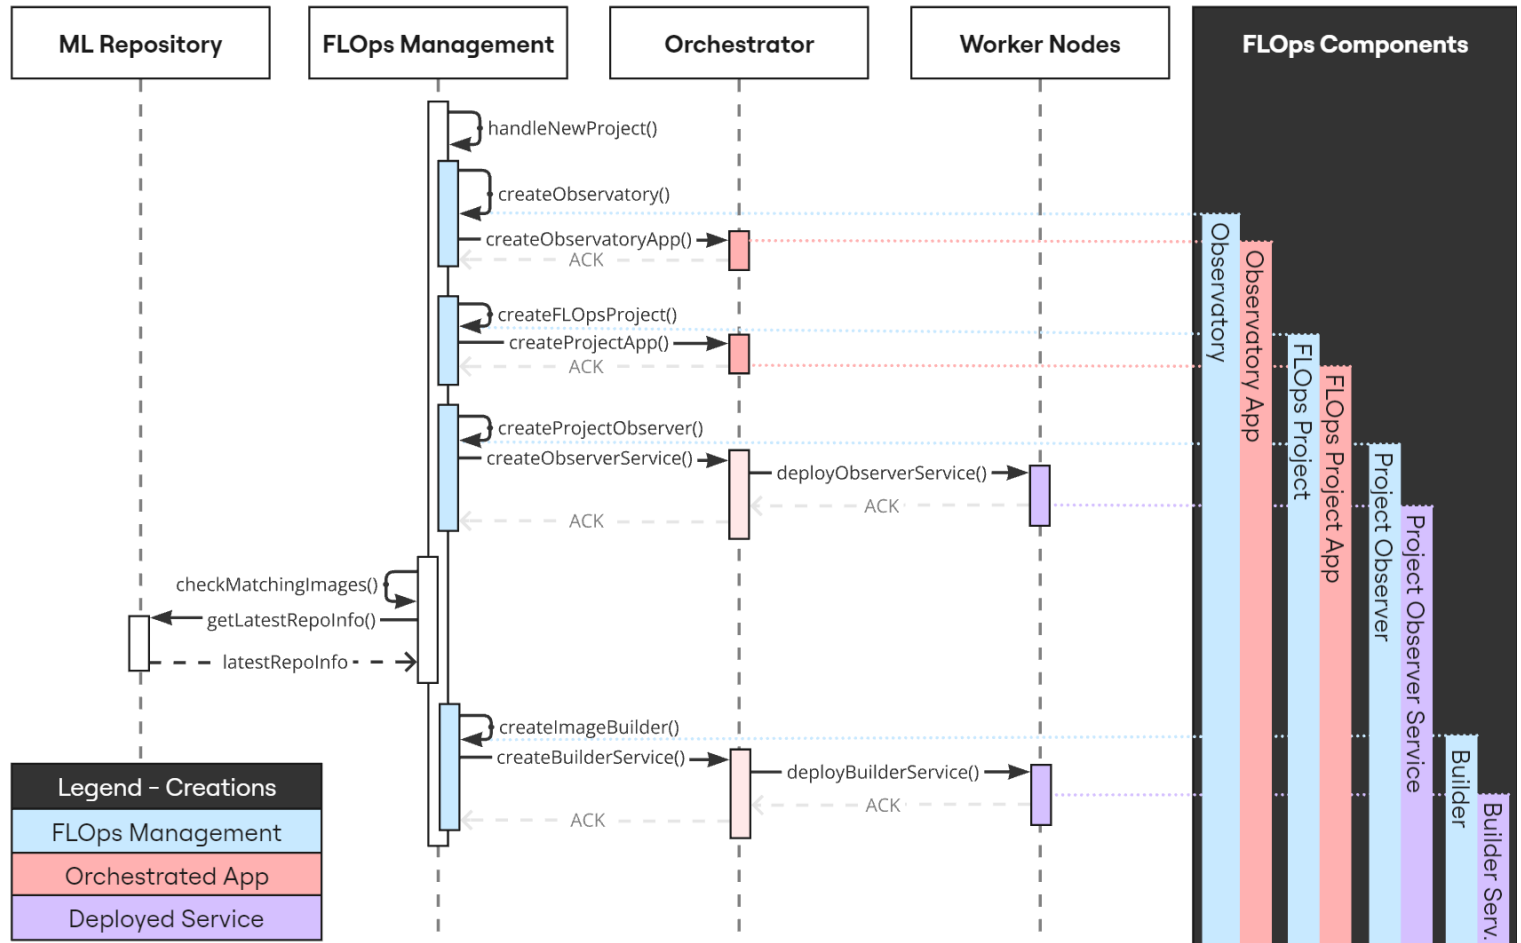 ML Repository
FLOps Management
Orchestrator
Worker Nodes
FLOps Components
handleNewProject()
createObservatory()
createObservatoryApp()
ACK
createFLOpsProject()
createProjectApp()
ACK
createProjectObserver()
createObserverService()
deployObserverService()
ACK
ACK
checkMatchingImages()
getLatestRepoInfo()
latestRepoInfo
createImageBuilder()
createBuilderService()
deployBuilderService()
ACK
ACK
Observatory
Observatory App
FLOps Project
FLOps Project App
Project Observer
Project Observer Service
Builder
Builder Serv.
Legend - Creations
FLOps Management
Orchestrated App
Deployed Service